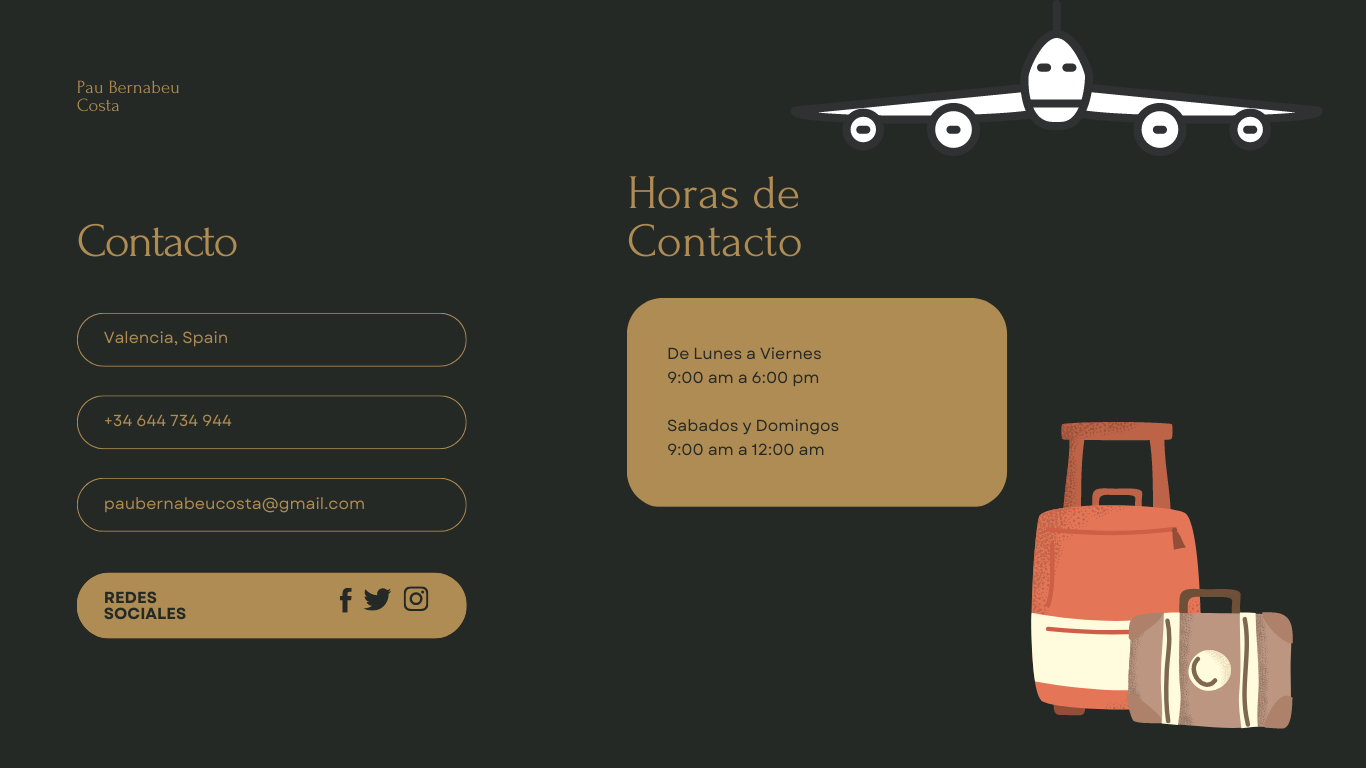 Pau Bernabeu
Costa
Contacto
Valencia, Spain
+34 644 734 944
paubernabeucosta@gmail.com
REDES
SOCIALES
Horas de
Contacto
De Lunes a Viernes
9:00 am a 6:00 pm
Sabados y Domingos
9:00 am a 12:00 am